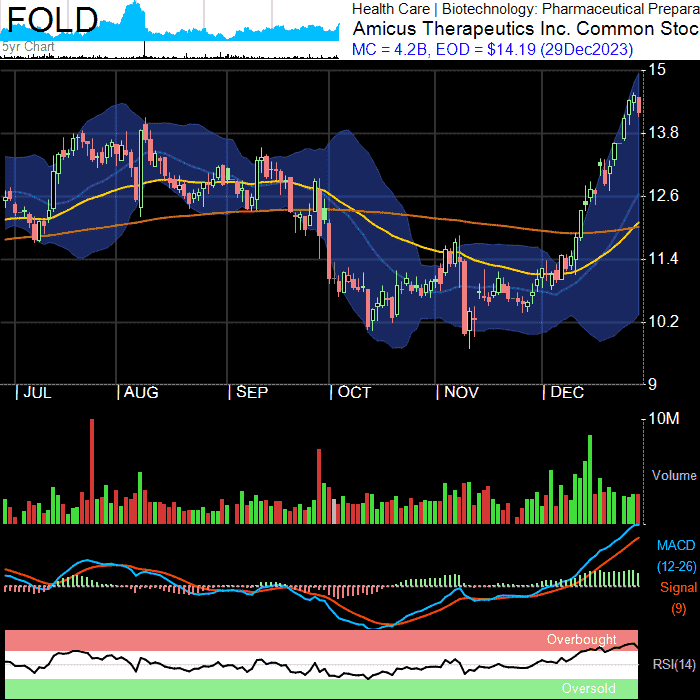 FOLD
5yr Chart
Health Care | Biotechnology: Pharmaceutical Prepara
Amicus Therapeutics Inc. Common Stoc
MC = 4.2B, EOD = $14.19 (29Dec2023)
15
13.8
12.6
11.4
10.2
9
| JUL | AUG | SEP | OCT | NOV | DEC
10M
Volume
MACD
(12-26)
Signal
(9)
Overbought
RSI(14)
Oversold